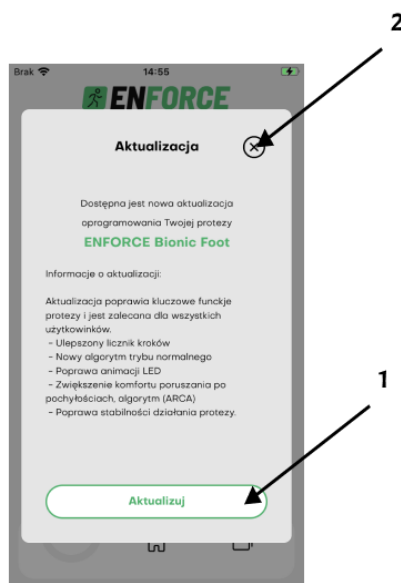 2
Brak 14:55
ENFORCE
Aktualizacja
Dostępna jest nowa aktualizacja
oprogramowania Twojej protezy
ENFORCE Bionic Foot
Informacje o aktualizacji:
Aktualizacja poprawia kluczowe funckje
protezy i jest zalecana dla wszystkich
użytkowinków.
- Ulepszony licznik kroków
- Nowy algorytm trybu normalnego
- Poprawa animacji LED
- Zwiększenie komfortu poruszania po
pochyłościach, algorytm (ARCA)
- Poprawa stabilności działania protezy.
1
Aktualizuj